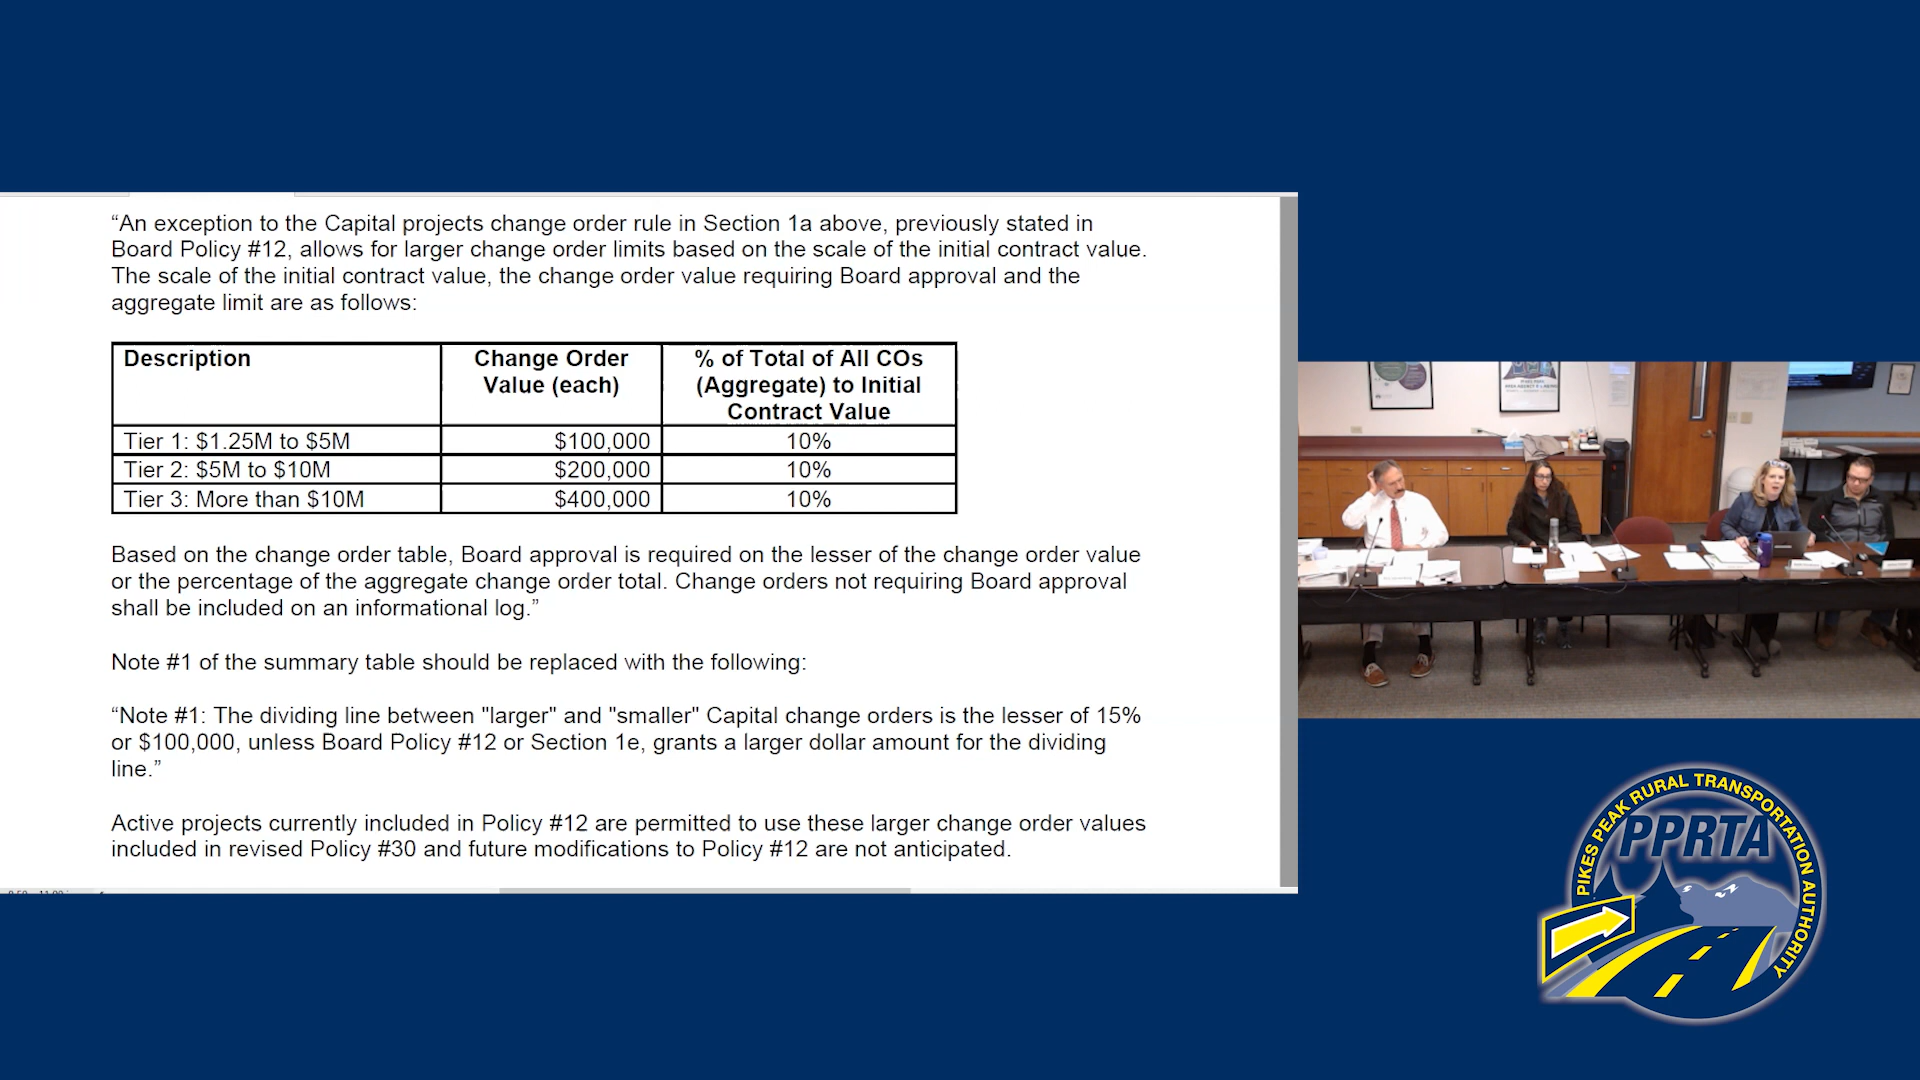 “An exception to the Capital projects change order rule in Section 1a above, previously stated in
Board Policy #12, allows for larger change order limits based on the scale of the initial contract value.
The scale of the initial contract value, the change order value requiring Board approval and the
aggregate limit are as follows:
Description
Change Order
Value (each)
% of Total of All COs
(Aggregate) to Initial
Contract Value
Tier 1: $1.25M to $5M $100,000 10%
Tier 2: $5M to $10M $200,000 10%
Tier 3: More than $10M $400,000 10%
Based on the change order table, Board approval is required on the lesser of the change order value
or the percentage of the aggregate change order total. Change orders not requiring Board approval
shall be included on an informational log.”
Note #1 of the summary table should be replaced with the following:
“Note #1: The dividing line between "larger" and "smaller" Capital change orders is the lesser of 15%
or $100,000, unless Board Policy #12 or Section 1e, grants a larger dollar amount for the dividing
line.”
Active projects currently included in Policy #12 are permitted to use these larger change order values
included in revised Policy #30 and future modifications to Policy #12 are not anticipated.
PIKES PEAK RURAL TRANSPORTATION AUTHORITY
PPRTA